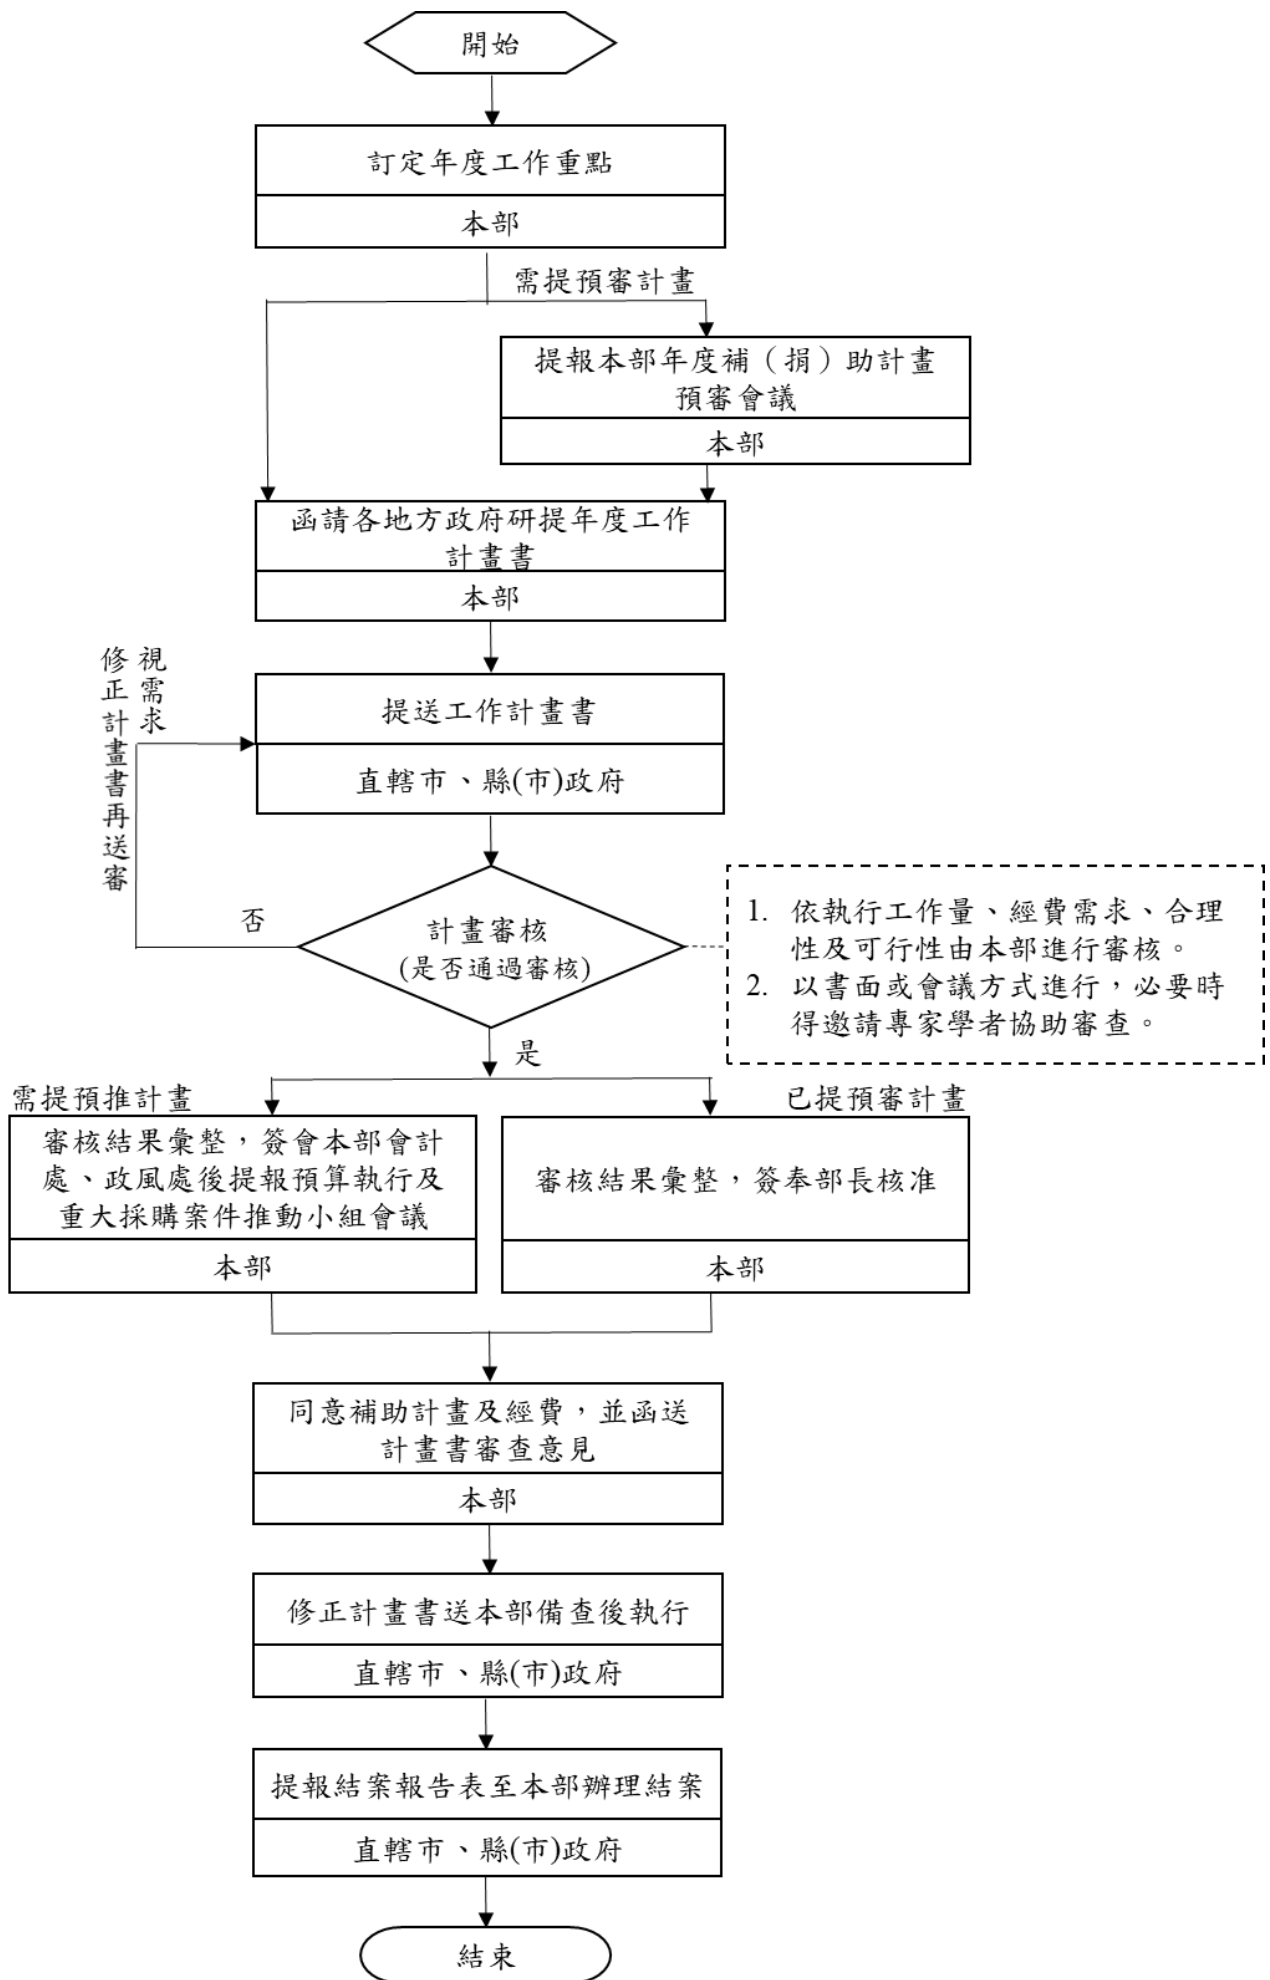 開始
訂定年度工作重點
本部
需提預審計畫
提報本部年度補（捐）助計畫
預審會議
本部
函請各地方政府研提年度工作
計畫書
本部
視需求
修正計畫書再送審
提送工作計畫書
直轄市、縣(市)政府
否
計畫審核
(是否通過審核)
1. 依執行工作量、經費需求、合理
性及可行性由本部進行審核。
2. 以書面或會議方式進行，必要時
得邀請專家學者協助審查。
是
需提預推計畫
已提預審計畫
審核結果彙整，簽會本部會計
處、政風處後提報預算執行及
重大採購案件推動小組會議
本部
審核結果彙整，簽奉部長核准
本部
同意補助計畫及經費，並函送
計畫書審查意見
本部
修正計畫書送本部備查後執行
直轄市、縣(市)政府
提報結案報告表至本部辦理結案
直轄市、縣(市)政府
結束